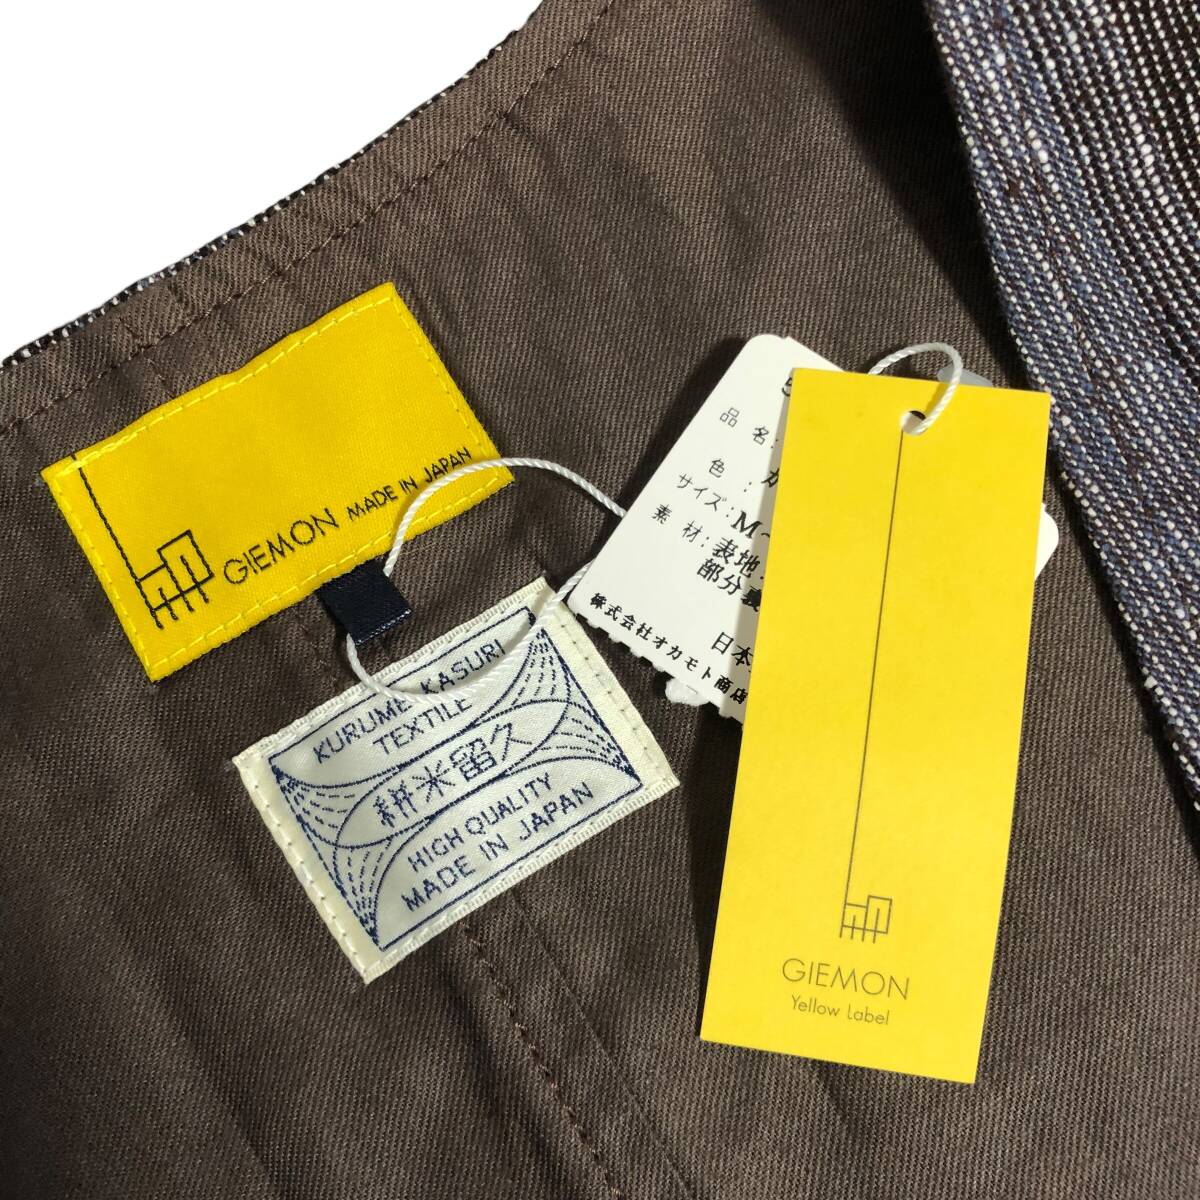 GIEMON MADE IN JAPAN
KURUME KASURI
TEXTILE
絣米留久
HIGH QUALITY
MADE IN JAPAN
品名:
色:カ
サイズ:M~
素材:表地
部分裏
日本
株式会社オカモト商店
GIEMON
Yellow Label